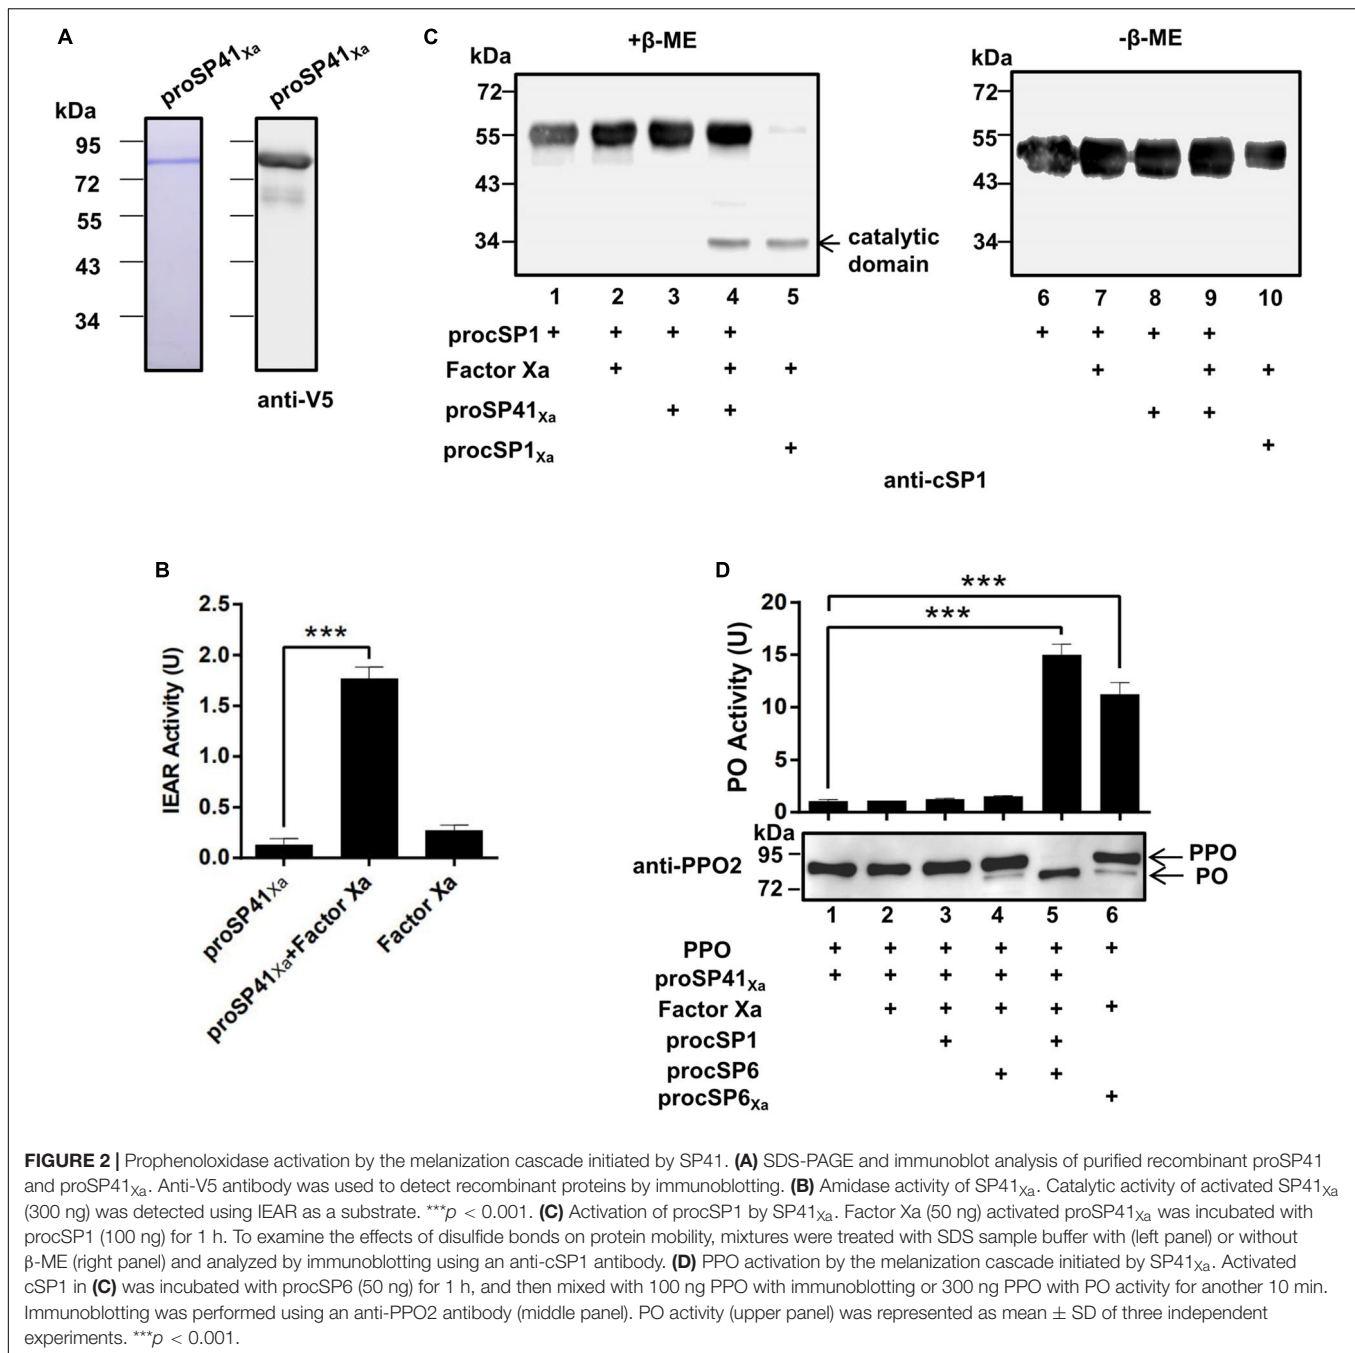 A
proSP41Xa
proSP41Xa
kDa
95
72
55
43
34
anti-V5
C
+β-ME
kDa
72
55
43
34
catalytic
domain
1 2 3 4 5
-β-ME
kDa
72
55
43
34
6 7 8 9 10
procSP1 + + + + + + + +
Factor Xa + + + + + +
proSP41Xa + + + +
procSP1Xa + +
anti-cSP1
B
IEAR Activity (U)
2.5
2.0
1.5
1.0
0.5
0.0
***
proSP41Xa
proSP41Xa+Factor Xa
Factor Xa
D
PO Activity (U)
20
15
10
5
0
***
***
kDa
95
72
anti-PPO2
PPO
PO
1 2 3 4 5 6
PPO + + + + + +
proSP41Xa + + + + +
Factor Xa + + + + +
procSP1 + +
procSP6 + +
procSP6Xa +
FIGURE 2 | Prophenoloxidase activation by the melanization cascade initiated by SP41. (A) SDS-PAGE and immunoblot analysis of purified recombinant proSP41
and proSP41Xa. Anti-V5 antibody was used to detect recombinant proteins by immunoblotting. (B) Amidase activity of SP41Xa. Catalytic activity of activated SP41Xa
(300 ng) was detected using IEAR as a substrate. ***p < 0.001. (C) Activation of procSP1 by SP41Xa. Factor Xa (50 ng) activated proSP41Xa was incubated with
procSP1 (100 ng) for 1 h. To examine the effects of disulfide bonds on protein mobility, mixtures were treated with SDS sample buffer with (left panel) or without
β-ME (right panel) and analyzed by immunoblotting using an anti-cSP1 antibody. (D) PPO activation by the melanization cascade initiated by SP41Xa. Activated
cSP1 in (C) was incubated with procSP6 (50 ng) for 1 h, and then mixed with 100 ng PPO with immunoblotting or 300 ng PPO with PO activity for another 10 min.
Immunoblotting was performed using an anti-PPO2 antibody (middle panel). PO activity (upper panel) was represented as mean ± SD of three independent
experiments. ***p < 0.001.